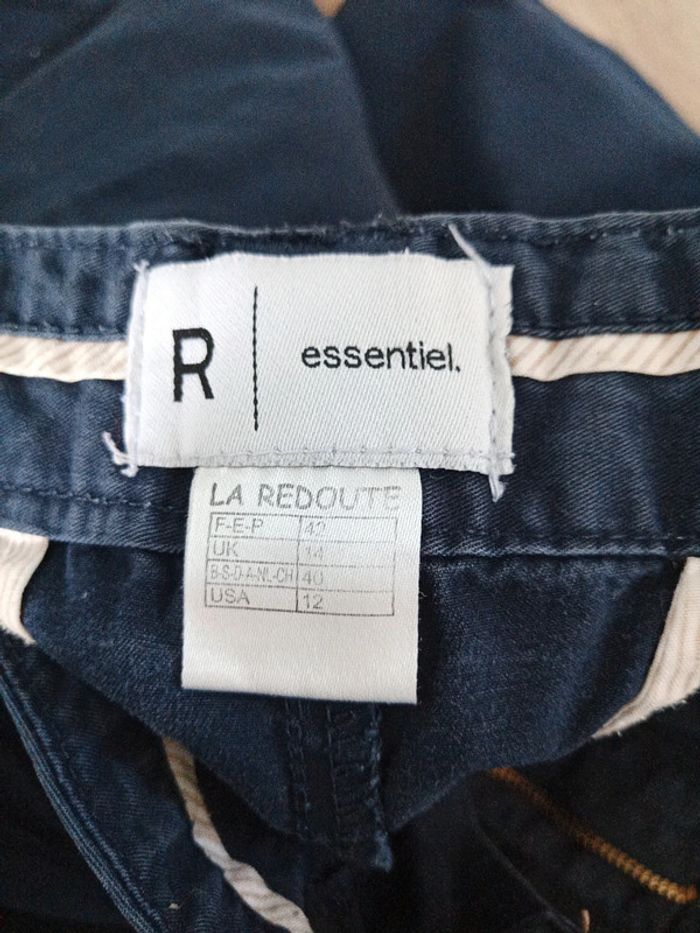 R essentiel.
LA REDOUTE
F-E-P 42
UK 14
B-S-D-A-NL-CH 40
USA 12